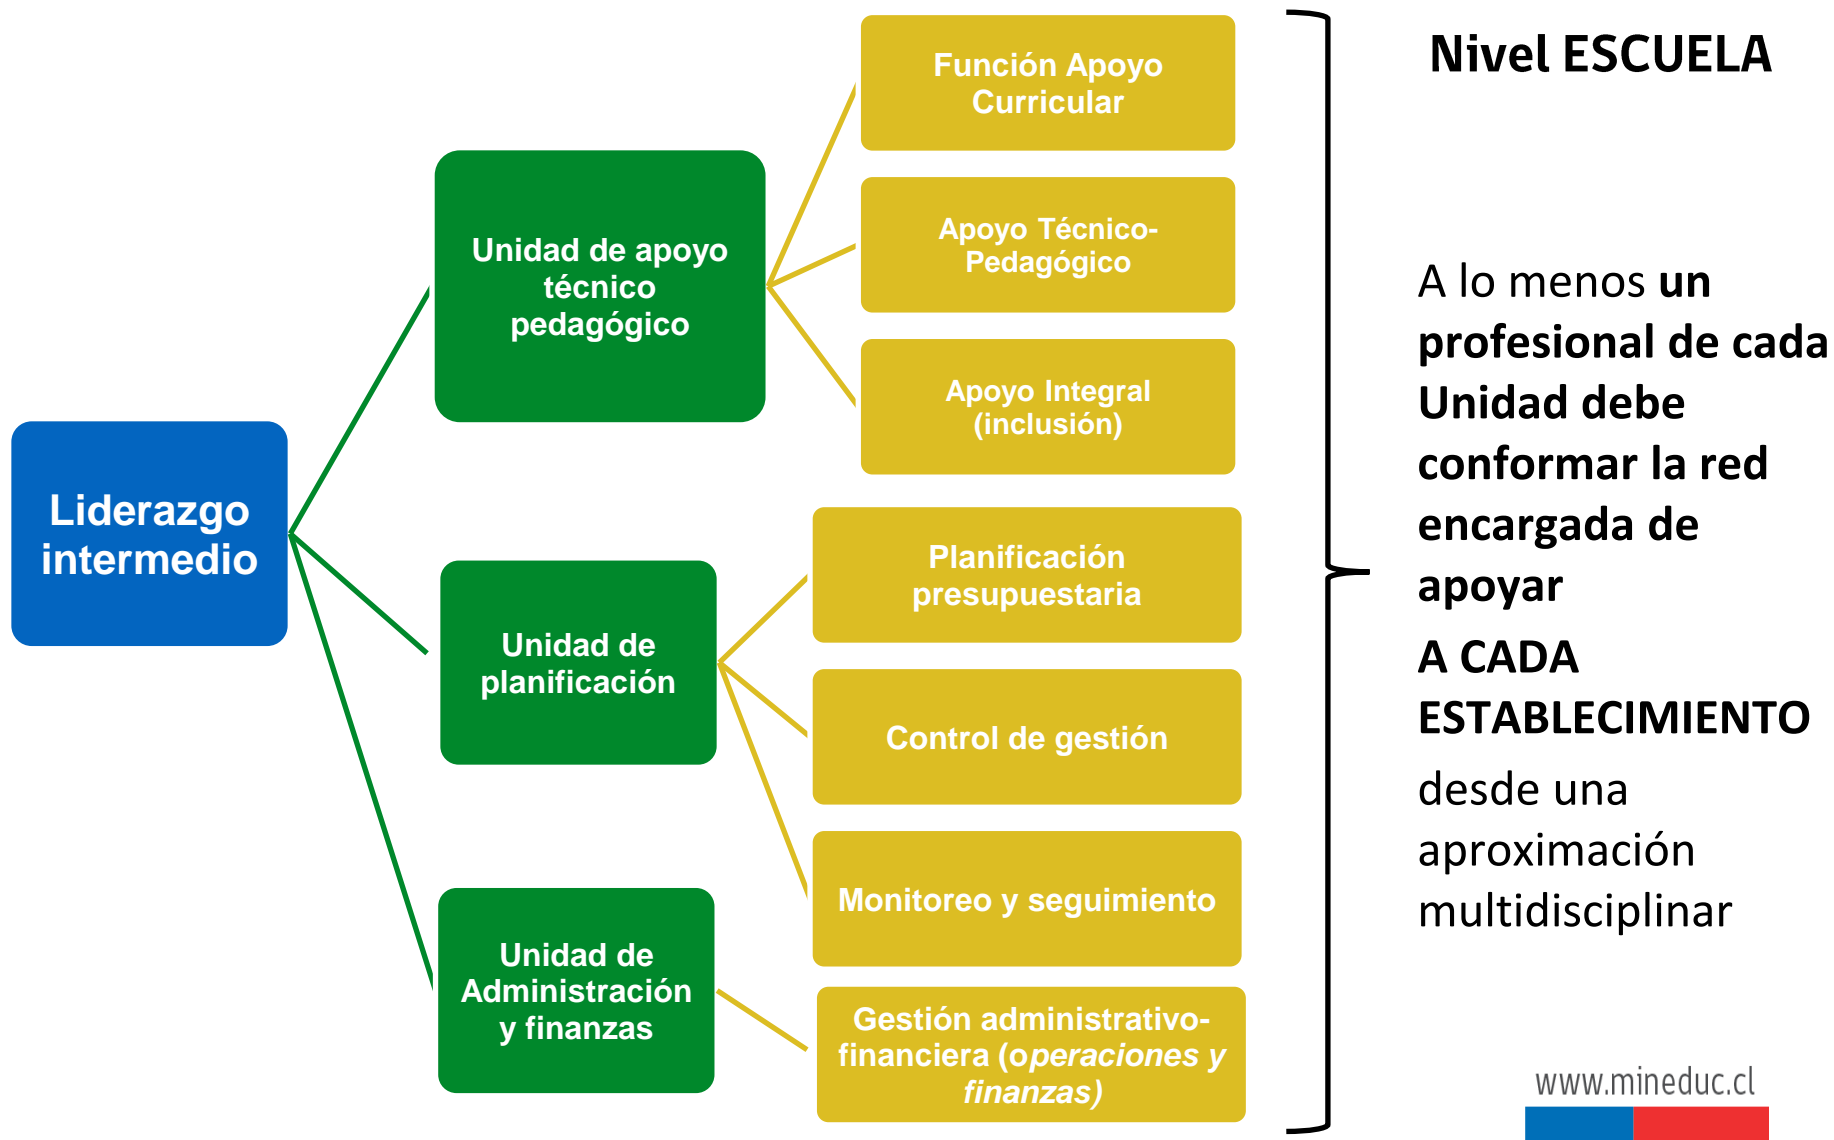 Liderazgo
intermedio
Unidad de apoyo
técnico
pedagógico
Función Apoyo
Curricular
Apoyo Técnico-
Pedagógico
Apoyo Integral
(inclusión)
Unidad de
planificación
Planificación
presupuestaria
Control de gestión
Monitoreo y seguimiento
Unidad de
Administración
y finanzas
Gestión administrativo-
financiera (operaciones y
finanzas)
Nivel ESCUELA
A lo menos un
profesional de cada
Unidad debe
conformar la red
encargada de
apoyar
A CADA
ESTABLECIMIENTO
desde una
aproximación
multidisciplinar
www.mineduc.cl